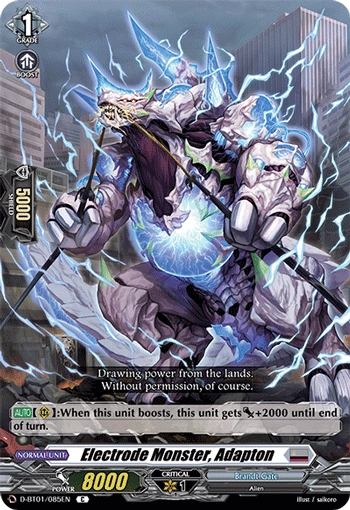 1
GRADE
BOOST
5000
SHIELD
Drawing power from the lands.
Without permission, of course.
AUTO :When this unit boosts, this unit gets +2000 until end
of turn.
NORMAL UNIT Electrode Monster, Adapton
POWER 8000 CRITICAL 1 Brandt Gate
Alien
D-BT01/085EN C illust / saikoro